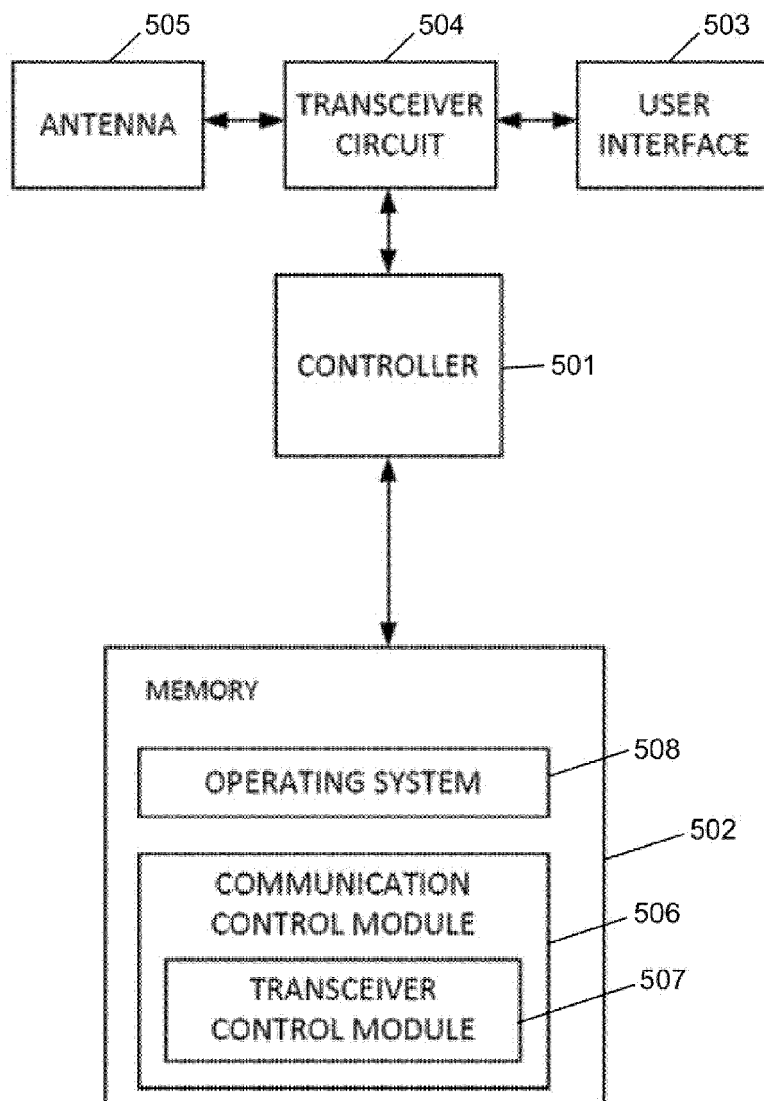 505
504
503
ANTENNA
TRANSCEIVER
CIRCUIT
USER
INTERFACE
CONTROLLER
501
MEMORY
OPERATING SYSTEM
508
502
COMMUNICATION
CONTROL MODULE
506
TRANSCEIVER
CONTROL MODULE
507